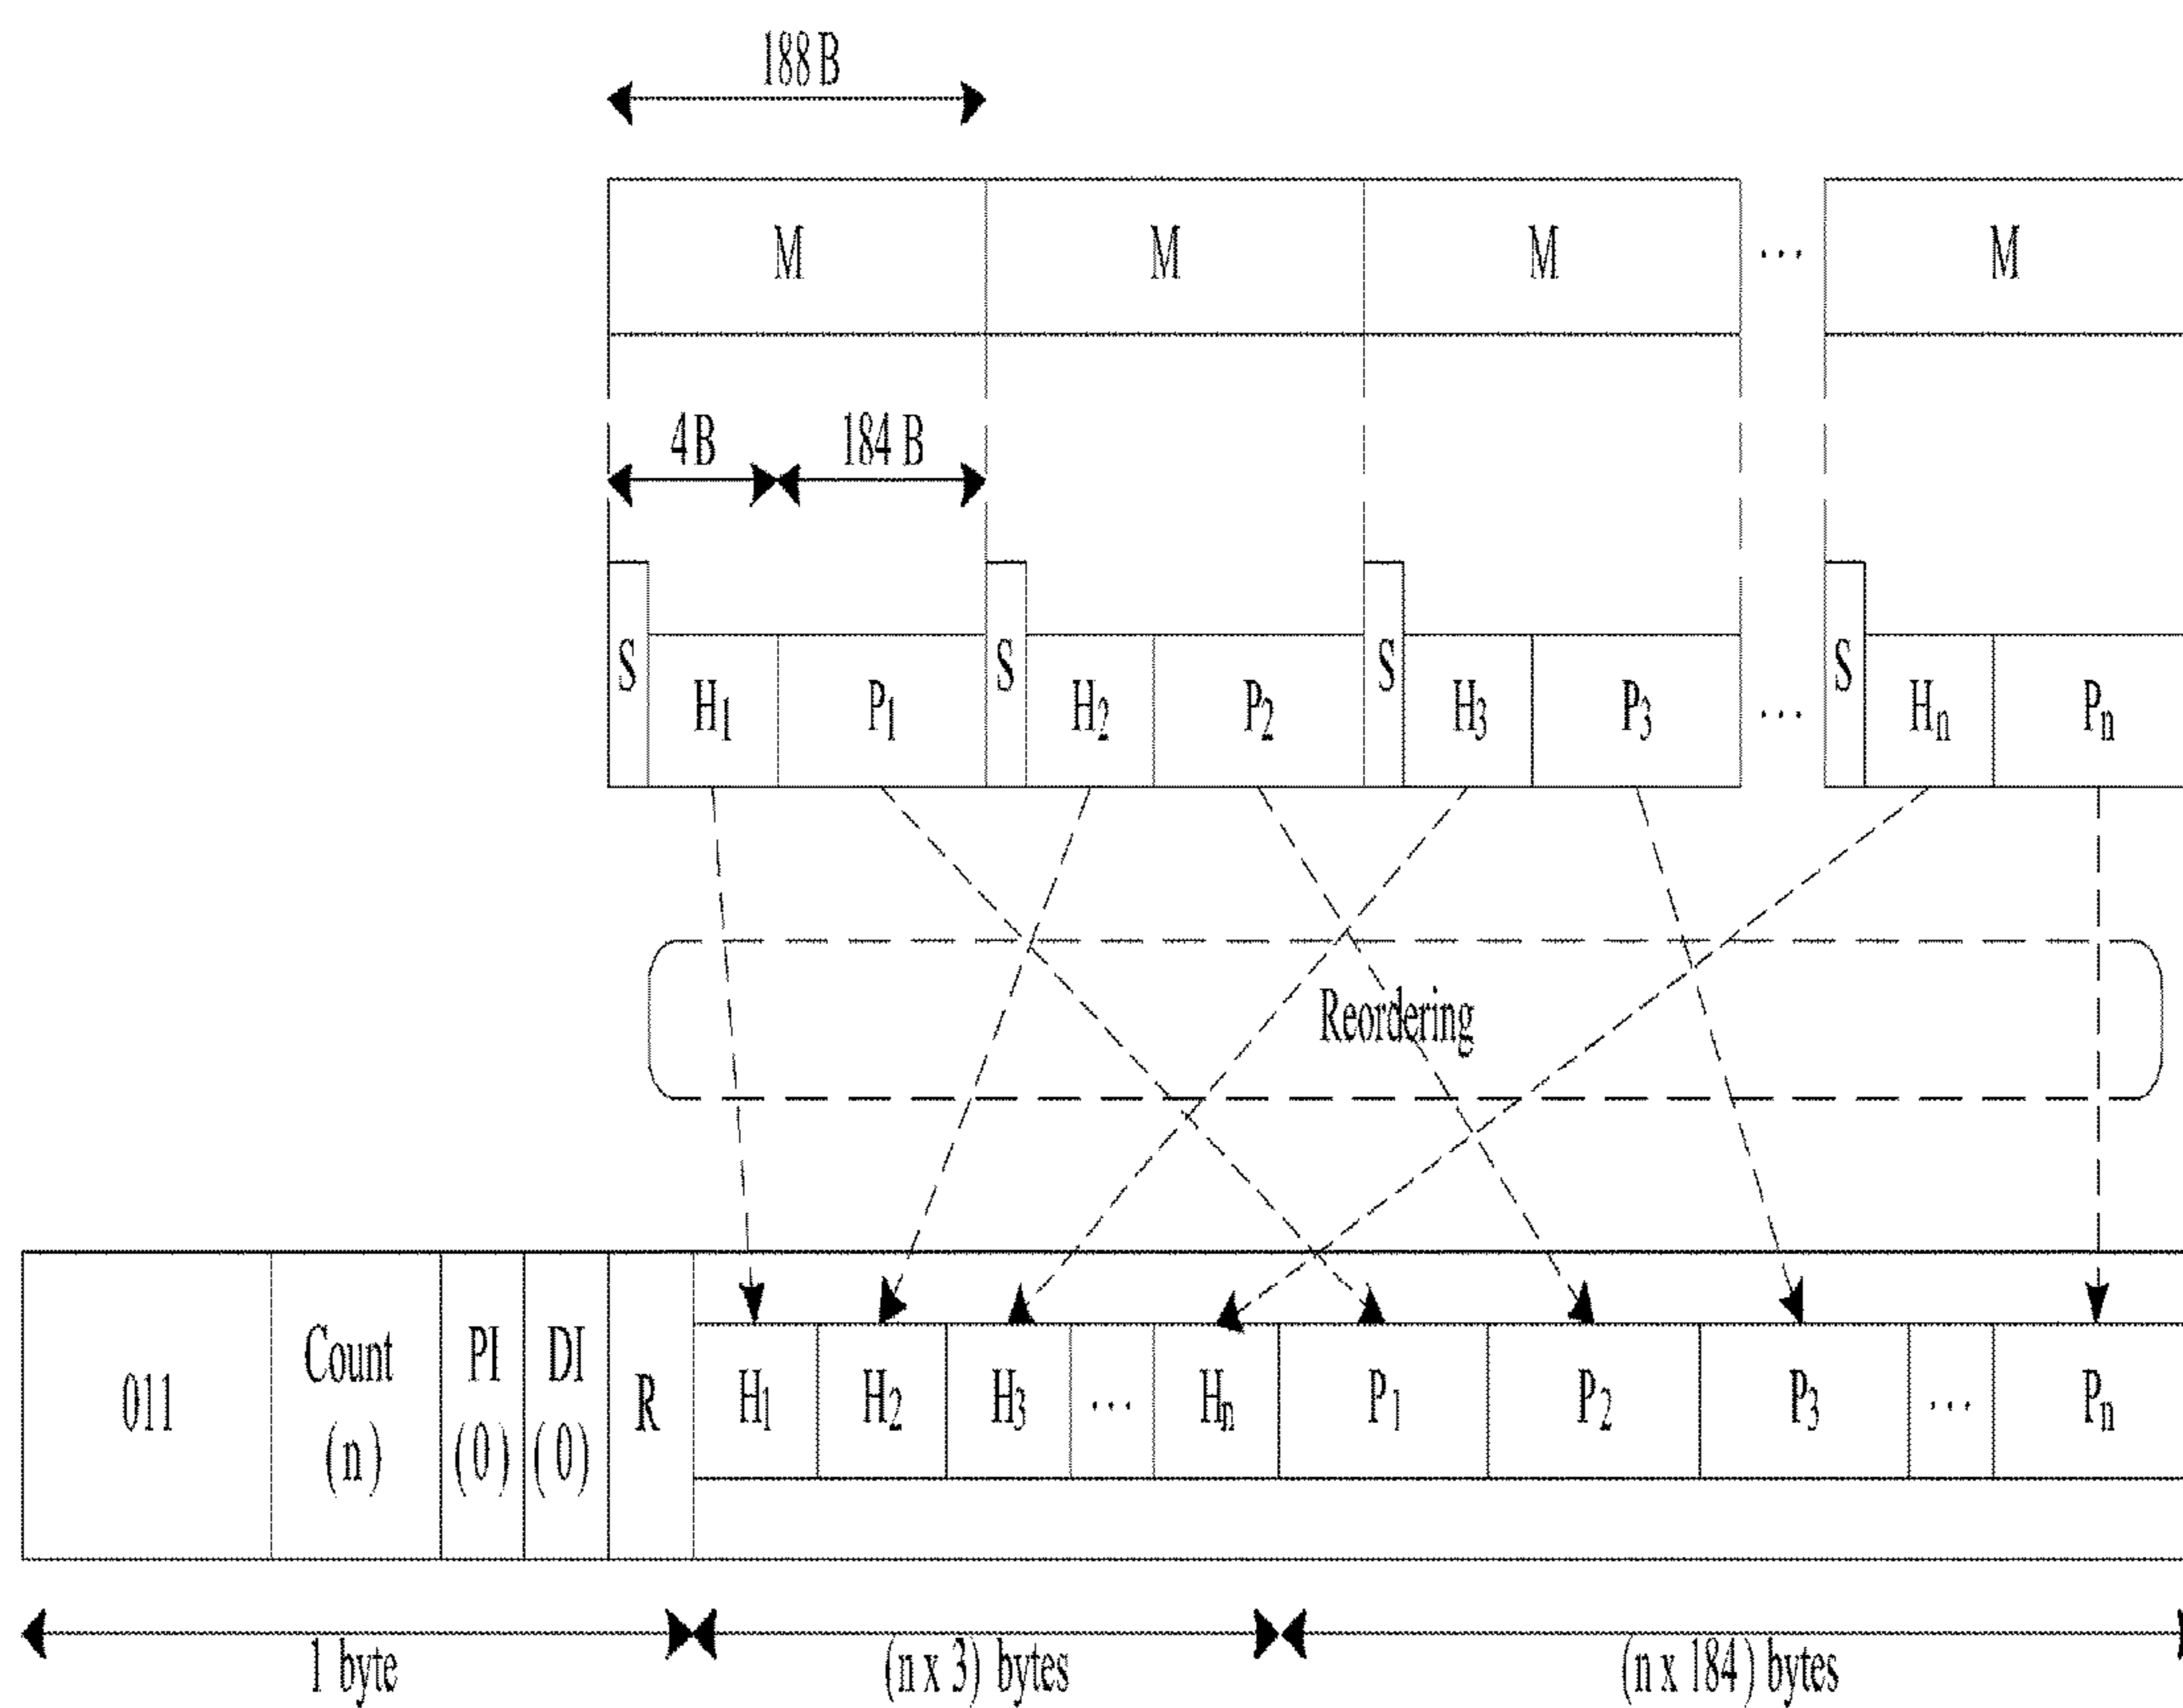 188 B
M M M ... M
4 B 184 B
S H1 P1 S H2 P2 S H3 P3 ... S Hn Pn
Reordering
011 Count (n) PI (0) DI (0) R H1 H2 H3 ... Hn P1 P2 P3 ... Pn
1 byte (n x 3) bytes (n x 184) bytes